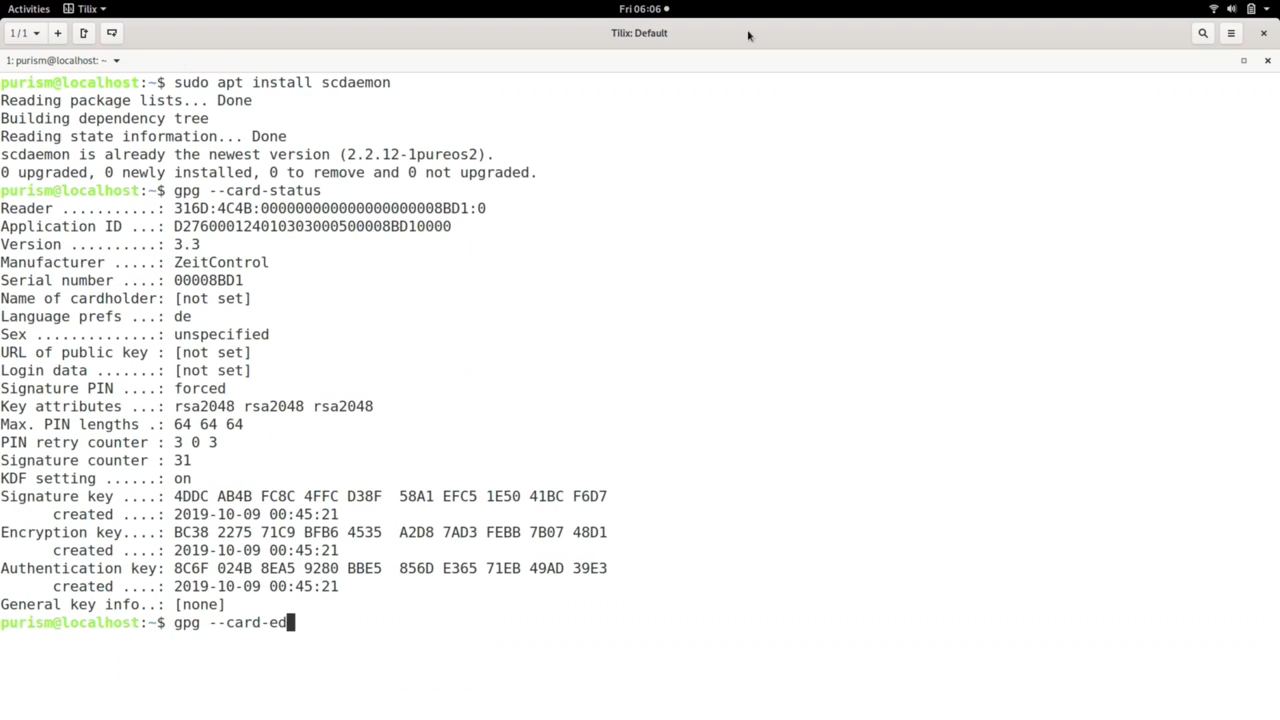 Activities Tilix Fri 06:06
1/1 Tilix: Default
1: purism@localhost: ~
purism@localhost:~$ sudo apt install scdaemon
Reading package lists... Done
Building dependency tree
Reading state information... Done
scdaemon is already the newest version (2.2.12-1pureos2).
0 upgraded, 0 newly installed, 0 to remove and 0 not upgraded.
purism@localhost:~$ gpg --card-status
Reader ...........: 316D:4C4B:000000000000000000008BD1:0
Application ID ...: D276000124010303000500008BD10000
Version ..........: 3.3
Manufacturer .....: ZeitControl
Serial number ....: 00008BD1
Name of cardholder: [not set]
Language prefs ...: de
Sex ..............: unspecified
URL of public key : [not set]
Login data .......: [not set]
Signature PIN ....: forced
Key attributes ...: rsa2048 rsa2048 rsa2048
Max. PIN lengths .: 64 64 64
PIN retry counter : 3 0 3
Signature counter : 31
KDF setting ......: on
Signature key ....: 4DDC AB4B FC8C 4FFC D38F  58A1 EFC5 1E50 41BC F6D7
      created ....: 2019-10-09 00:45:21
Encryption key....: BC38 2275 71C9 BFB6 4535  A2D8 7AD3 FEBB 7B07 48D1
      created ....: 2019-10-09 00:45:21
Authentication key: 8C6F 024B 8EA5 9280 BBE5  856D E365 71EB 49AD 39E3
      created ....: 2019-10-09 00:45:21
General key info..: [none]
purism@localhost:~$ gpg --card-ed